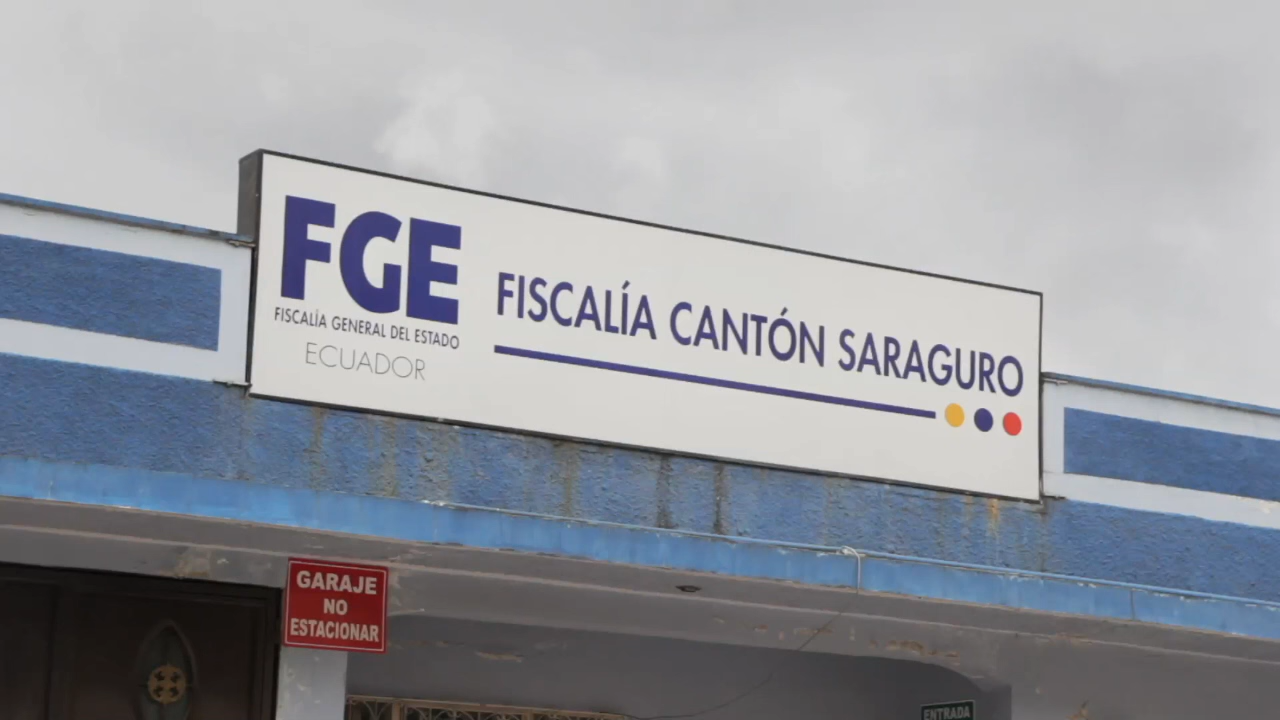 FGE
FISCALÍA GENERAL DEL ESTADO
ECUADOR
FISCALÍA CANTÓN SARAGURO
GARAJE
NO
ESTACIONAR
ENTRADA